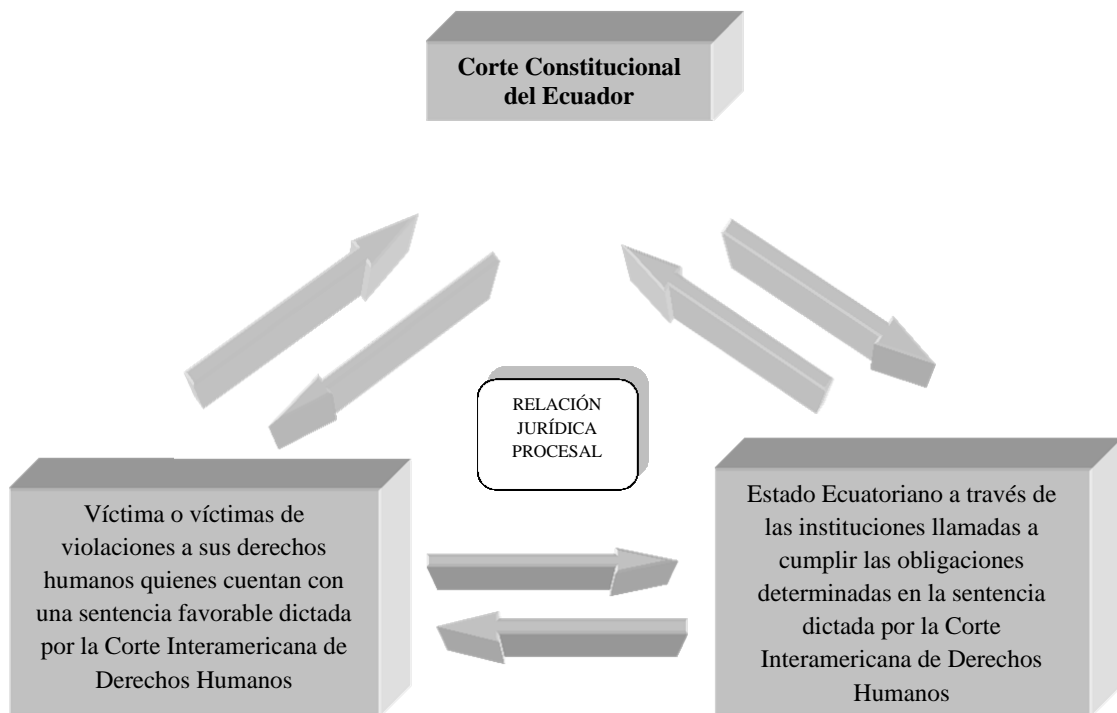 Corte Constitucional
del Ecuador
RELACIÓN
JURÍDICA
PROCESAL
Víctima o víctimas de
violaciones a sus derechos
humanos quienes cuentan con
una sentencia favorable dictada
por la Corte Interamericana de
Derechos Humanos
Estado Ecuatoriano a través de
las instituciones llamadas a
cumplir las obligaciones
determinadas en la sentencia
dictada por la Corte
Interamericana de Derechos
Humanos